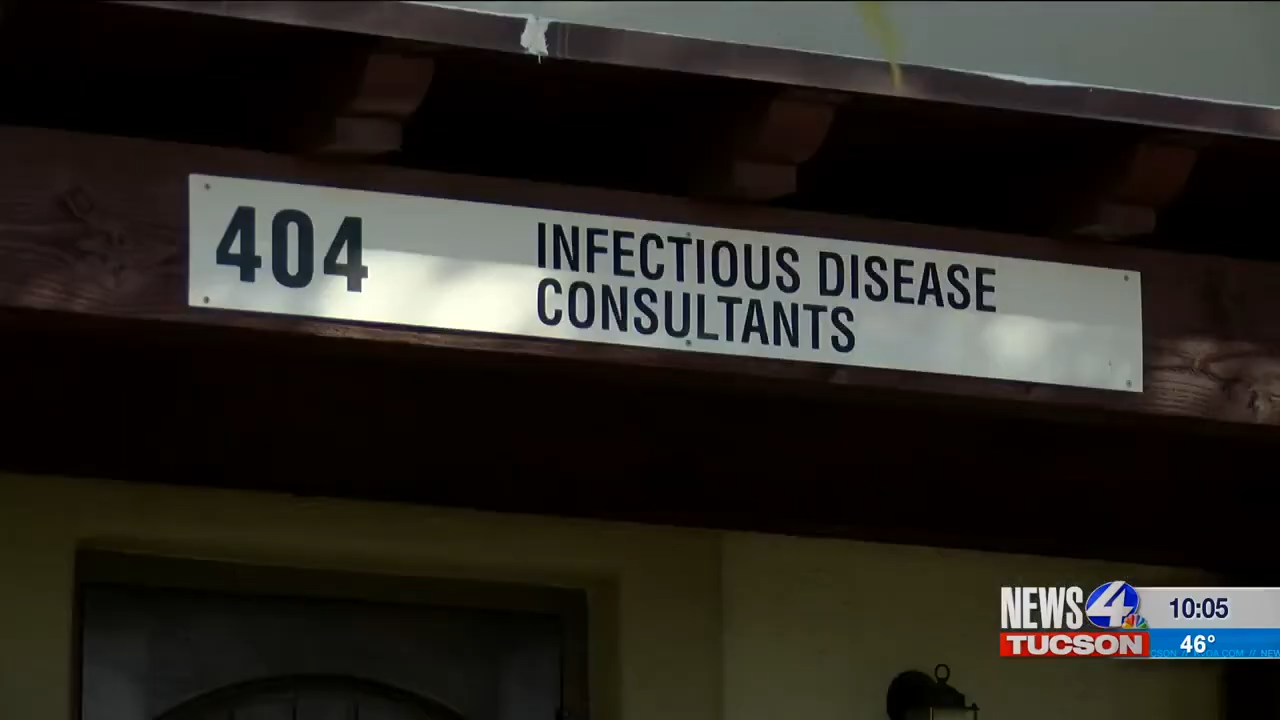 404
INFECTIOUS DISEASE
CONSULTANTS
NEWS 4
TUCSON
10:05
46°